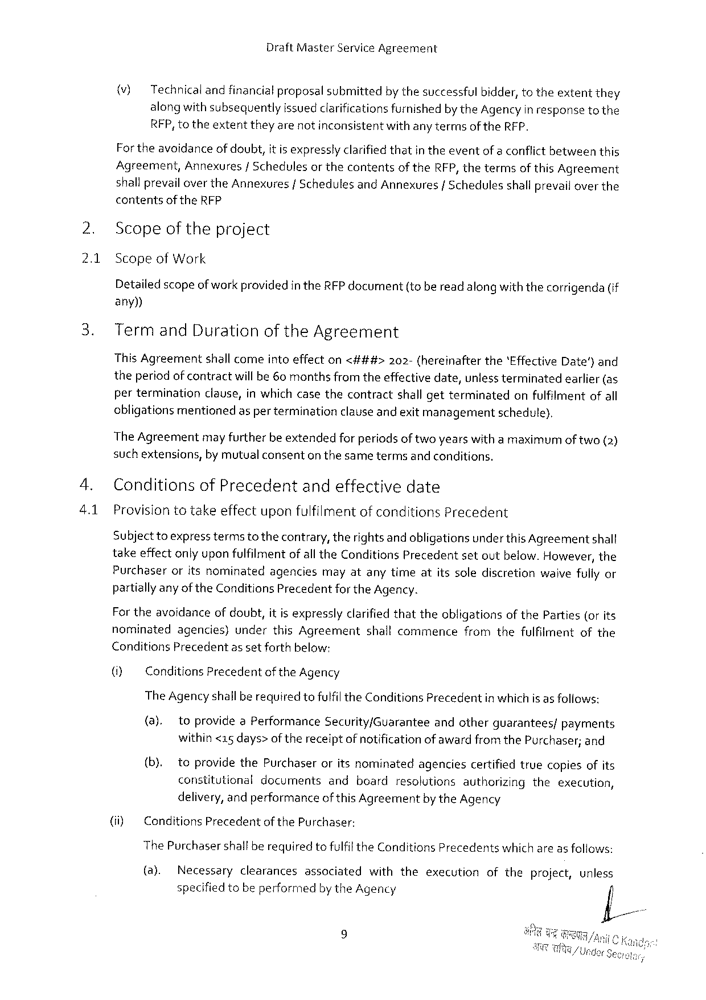 Draft Master Service Agreement
(v) Technical and financial proposal submitted by the successful bidder, to the extent they
along with subsequently issued clarifications furnished by the Agency in response to the
RFP, to the extent they are not inconsistent with any terms of the RFP.
For the avoidance of doubt, it is expressly clarified that in the event of a conflict between this
Agreement, Annexures / Schedules or the contents of the RFP, the terms of this Agreement
shall prevail over the Annexures / Schedules and Annexures / Schedules shall prevail over the
contents of the RFP
2. Scope of the project
2.1 Scope of Work
Detailed scope of work provided in the RFP document (to be read along with the corrigenda (if
any))
3. Term and Duration of the Agreement
This Agreement shall come into effect on <###> 202- (hereinafter the 'Effective Date') and
the period of contract will be 60 months from the effective date, unless terminated earlier (as
per termination clause, in which case the contract shall get terminated on fulfilment of all
obligations mentioned as per termination clause and exit management schedule).
The Agreement may further be extended for periods of two years with a maximum of two (2)
such extensions, by mutual consent on the same terms and conditions.
4. Conditions of Precedent and effective date
4.1 Provision to take effect upon fulfilment of conditions Precedent
Subject to express terms to the contrary, the rights and obligations under this Agreement shall
take effect only upon fulfilment of all the Conditions Precedent set out below. However, the
Purchaser or its nominated agencies may at any time at its sole discretion waive fully or
partially any of the Conditions Precedent for the Agency.
For the avoidance of doubt, it is expressly clarified that the obligations of the Parties (or its
nominated agencies) under this Agreement shall commence from the fulfilment of the
Conditions Precedent as set forth below:
(i) Conditions Precedent of the Agency
The Agency shall be required to fulfil the Conditions Precedent in which is as follows:
(a). to provide a Performance Security/Guarantee and other guarantees/ payments
within <15 days> of the receipt of notification of award from the Purchaser; and
(b). to provide the Purchaser or its nominated agencies certified true copies of its
constitutional documents and board resolutions authorizing the execution,
delivery, and performance of this Agreement by the Agency
(ii) Conditions Precedent of the Purchaser:
The Purchaser shall be required to fulfil the Conditions Precedents which are as follows:
(a). Necessary clearances associated with the execution of the project, unless
specified to be performed by the Agency
9
अनिल चन्द्र काण्डपाल/Anil C Kandpal
अवर सचिव/Under Secretary